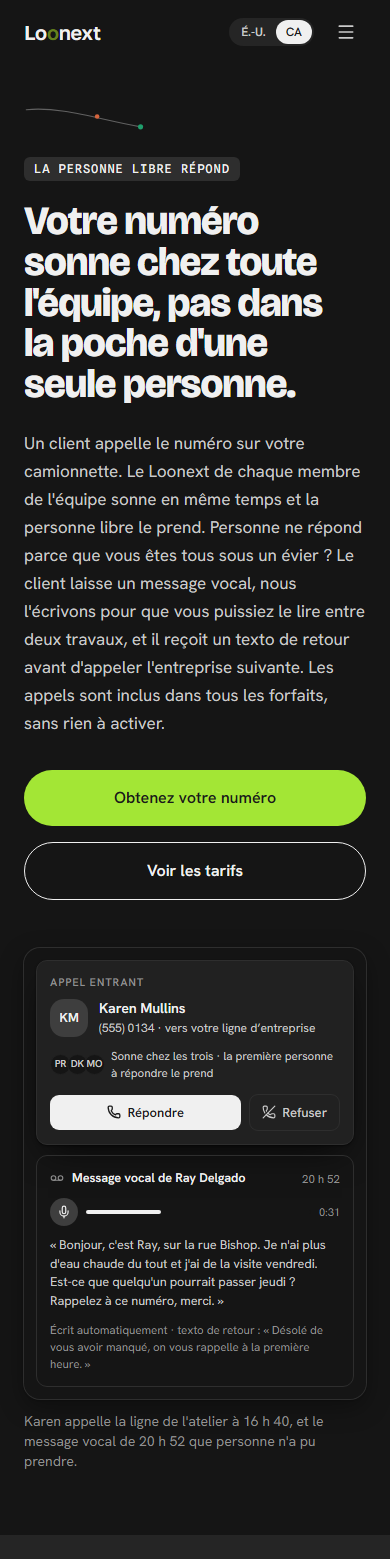 Loonext
É.-U.
CA
LA PERSONNE LIBRE RÉPOND
Votre numéro
sonne chez toute
l'équipe, pas dans
la poche d'une
seule personne.
Un client appelle le numéro sur votre
camionnette. Le Loonext de chaque membre
de l'équipe sonne en même temps et la
personne libre le prend. Personne ne répond
parce que vous êtes tous sous un évier ? Le
client laisse un message vocal, nous
l'écrivons pour que vous puissiez le lire entre
deux travaux, et il reçoit un texto de retour
avant d'appeler l'entreprise suivante. Les
appels sont inclus dans tous les forfaits,
sans rien à activer.
Obtenez votre numéro
Voir les tarifs
APPEL ENTRANT
KM
Karen Mullins
(555) 0134 · vers votre ligne d’entreprise
PR DK MO
Sonne chez les trois · la première personne
à répondre le prend
Répondre
Refuser
Message vocal de Ray Delgado
20 h 52
0:31
« Bonjour, c'est Ray, sur la rue Bishop. Je n'ai plus
d'eau chaude du tout et j'ai de la visite vendredi.
Est-ce que quelqu'un pourrait passer jeudi ?
Rappelez à ce numéro, merci. »
Écrit automatiquement · texto de retour : « Désolé de
vous avoir manqué, on vous rappelle à la première
heure. »
Karen appelle la ligne de l'atelier à 16 h 40, et le
message vocal de 20 h 52 que personne n'a pu
prendre.